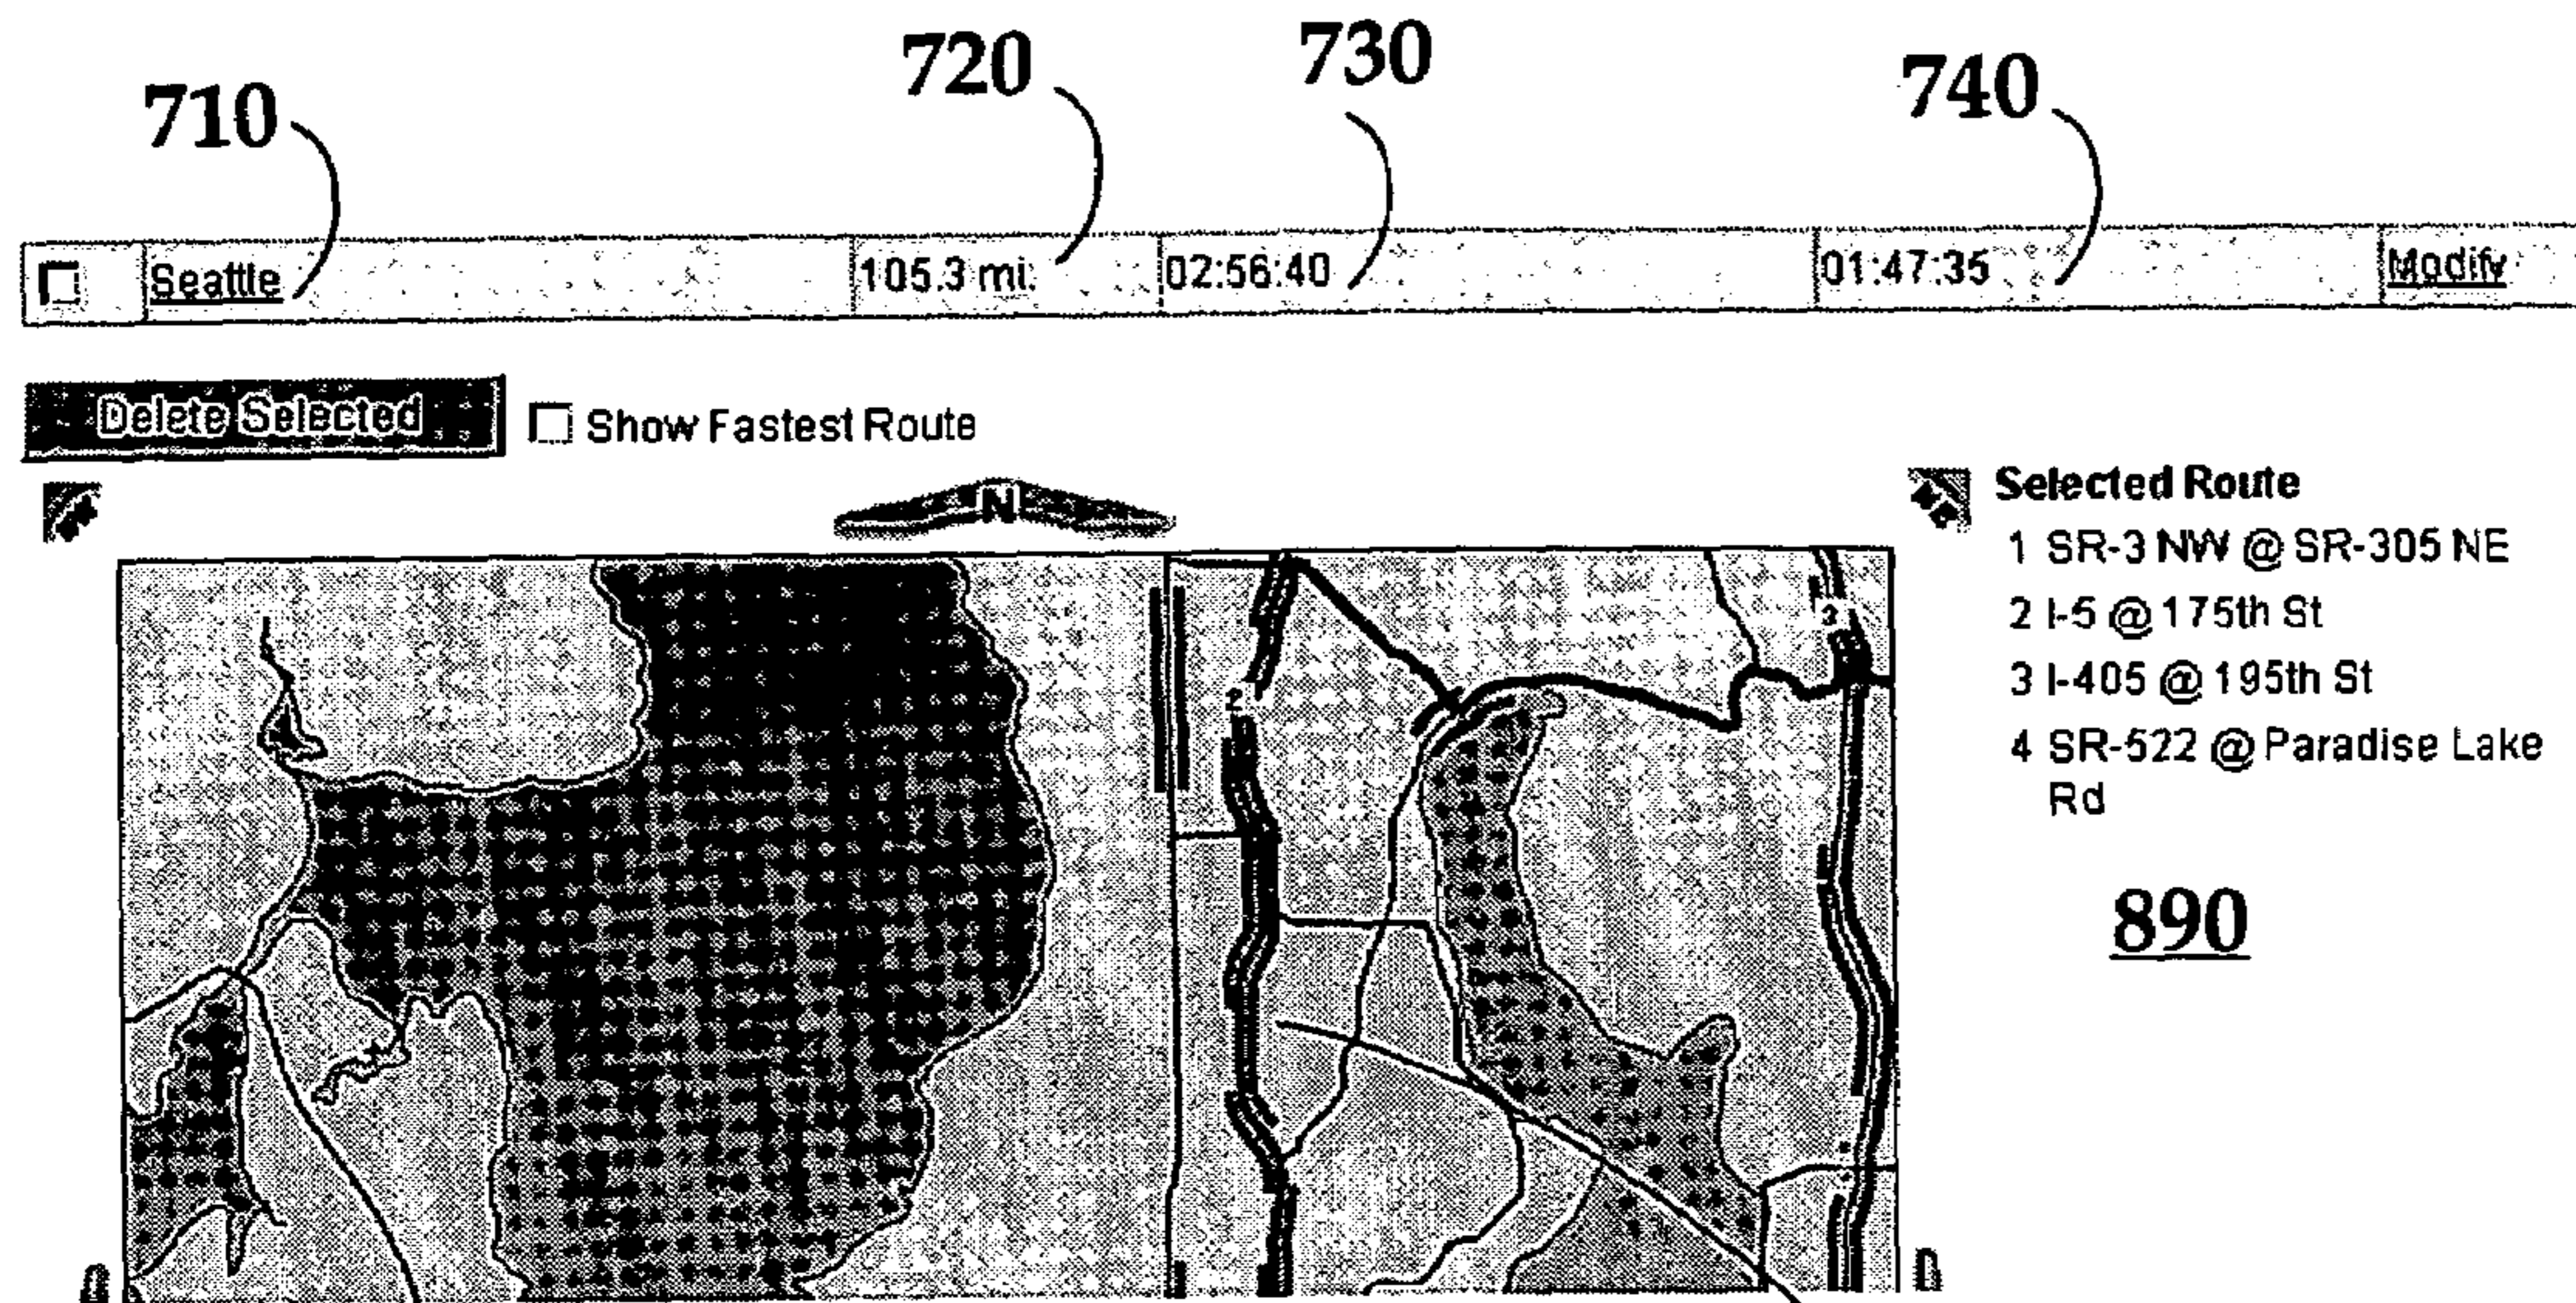 710
720
730
740
Seattle 105.3 mi. 02:56:40 01:47:35 Modify
Delete Selected Show Fastest Route
N
Selected Route
1 SR-3 NW @ SR-305 NE
2 I-5 @ 175th St
3 I-405 @ 195th St
4 SR-522 @ Paradise Lake
Rd
2
3
890